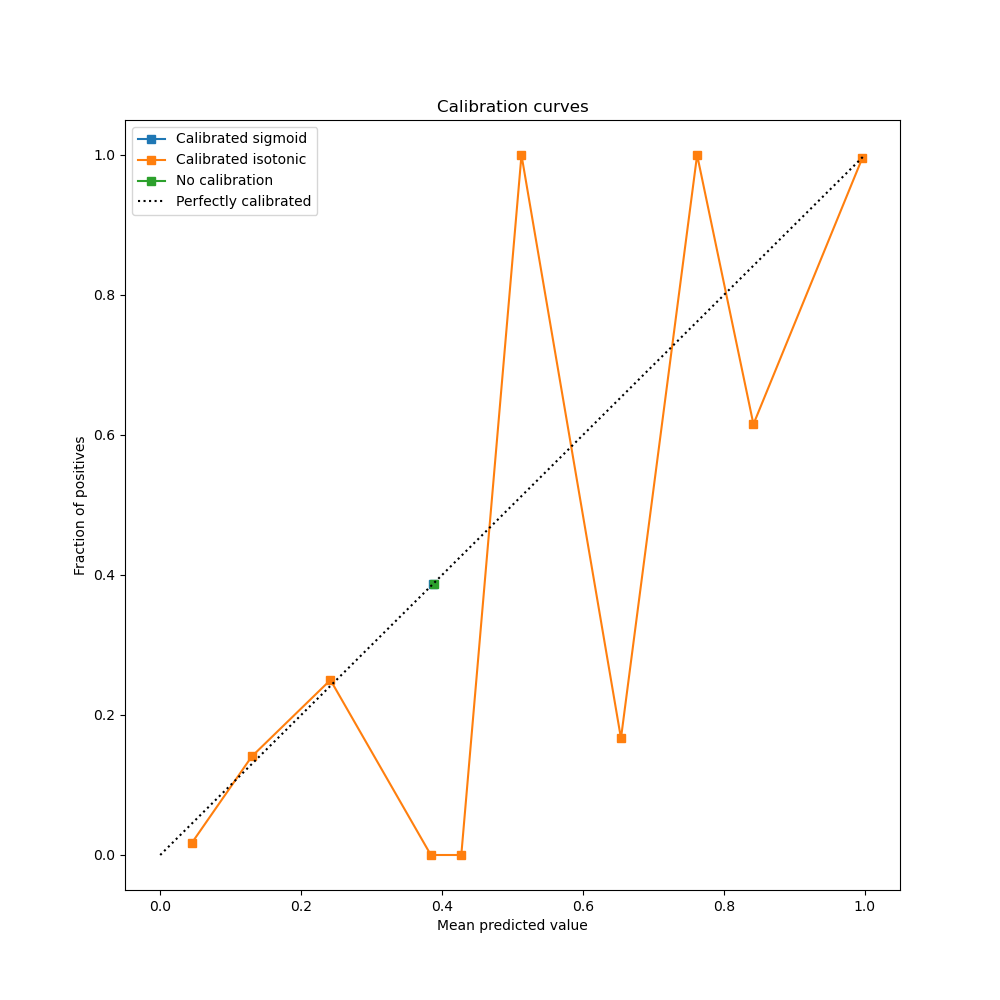 Calibration curves
Calibrated sigmoid
Calibrated isotonic
No calibration
Perfectly calibrated
1.0
0.8
0.6
0.4
0.2
0.0
Fraction of positives
0.0 0.2 0.4 0.6 0.8 1.0
Mean predicted value